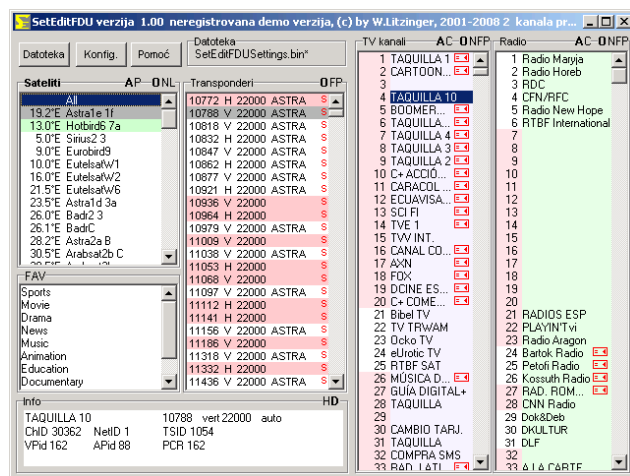 SetEditFDU verzija 1.00 neregistrovana demo verzija, (c) by W.Litzinger, 2001-2008 2 kanala pr...
Datoteka
Konfig.
Pomoć
Datoteka
SetEditFDUSettings.bin*
Sateliti AP ONL
All
19.2°E Astra1e 1f
13.0°E Hotbird6 7a
5.0°E Sirius2 3
9.0°E Eurobird9
10.0°E EutelsatW1
16.0°E EutelsatW2
21.5°E EutelsatW6
23.5°E Astra1d 3a
26.0°E Badr2 3
26.1°E BadrC
28.2°E Astra2a B
30.5°E Arabsat2b C
Transponderi OFP
10772 H 22000 ASTRA S
10788 V 22000 ASTRA S
10818 V 22000 ASTRA S
10832 H 22000 ASTRA S
10847 V 22000 ASTRA S
10862 H 22000 ASTRA S
10877 V 22000 ASTRA S
10921 H 22000 ASTRA S
10936 V 22000 S
10964 H 22000 S
10979 V 22000 ASTRA S
11009 V 22000 S
11038 V 22000 ASTRA S
11053 H 22000 S
11068 V 22000 S
11097 V 22000 ASTRA S
11112 H 22000 S
11141 H 22000 S
11156 V 22000 ASTRA S
11186 V 22000 S
11318 V 22000 ASTRA S
11332 H 22000 S
11436 V 22000 ASTRA S
FAV
Sports
Movie
Drama
News
Music
Animation
Education
Documentary
Info HD
TAQUILLA 10 10788 vert 22000 auto
ChID 30362 NetID 1 TSID 1054
VPid 162 APid 88 PCR 162
TV kanali AC ONFP
1 TAQUILLA 1
2 CARTOON...
3
4 TAQUILLA 10
5 BOOMER...
6 TAQUILLA...
7 TAQUILLA 4
8 TAQUILLA 3
9 TAQUILLA 2
10 C+ ACCIÓ...
11 CARACOL ...
12 ECUAVISA...
13 SCI FI
14 TVE 1
15 TVV INT.
16 CANAL CO...
17 AXN
18 FOX
19 DCINE ES...
20 C+ COME...
21 Bibel TV
22 TV TRWAM
23 Ocko TV
24 eUrotic TV
25 RTBF SAT
26 MÚSICA D...
27 GUÍA DIGITAL+
28 TAQUILLA
29
30 CAMBIO TARJ.
31 TAQUILLA
32 COMPRA SMS
33 RAD. LATI...
Radio AC ONFP
1 Radio Maryja
2 Radio Horeb
3 RDC
4 CFN/RFC
5 Radio New Hope
6 RTBF International
7
8
9
10
11
12
13
14
15
16
17
18
19
20
21 RADIOS ESP
22 PLAYIN'Tvi
23 Radio Aragon
24 Bartok Radio
25 Petofi Radio
26 Kossuth Radio
27 RAD. ROM...
28 CNN Radio
29 Dok&Deb
30 DKULTUR
31 DLF
32
33 A LA CARTE